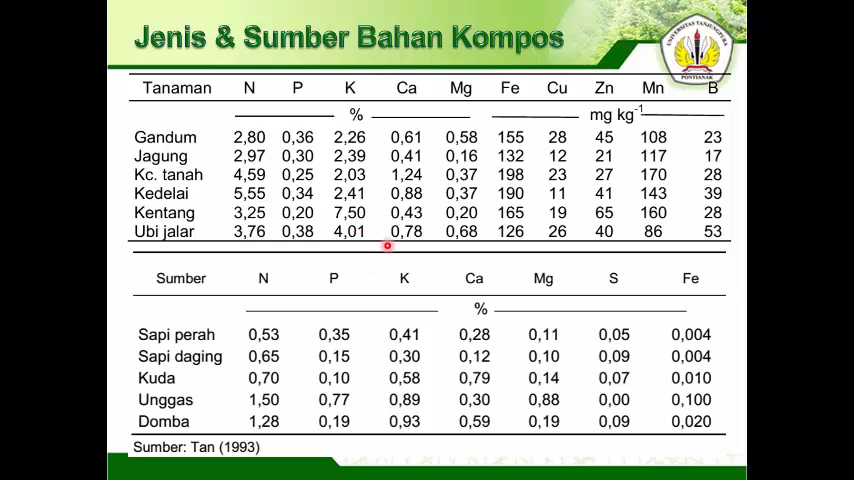 Jenis & Sumber Bahan Kompos
UNIVERSITAS TANJUNGPURA
PONTIANAK
Tanaman N P K Ca Mg Fe Cu Zn Mn B
% mg kg-1
Gandum 2,80 0,36 2,26 0,61 0,58 155 28 45 108 23
Jagung 2,97 0,30 2,39 0,41 0,16 132 12 21 117 17
Kc. tanah 4,59 0,25 2,03 1,24 0,37 198 23 27 170 28
Kedelai 5,55 0,34 2,41 0,88 0,37 190 11 41 143 39
Kentang 3,25 0,20 7,50 0,43 0,20 165 19 65 160 28
Ubi jalar 3,76 0,38 4,01 0,78 0,68 126 26 40 86 53
Sumber N P K Ca Mg S Fe
%
Sapi perah 0,53 0,35 0,41 0,28 0,11 0,05 0,004
Sapi daging 0,65 0,15 0,30 0,12 0,10 0,09 0,004
Kuda 0,70 0,10 0,58 0,79 0,14 0,07 0,010
Unggas 1,50 0,77 0,89 0,30 0,88 0,00 0,100
Domba 1,28 0,19 0,93 0,59 0,19 0,09 0,020
Sumber: Tan (1993)